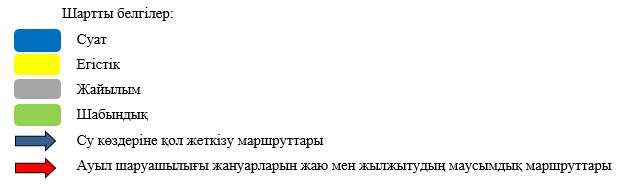 Шартты белгілер:
Суат
Егістік
Жайылым
Шабындық
Су көздеріне қол жеткізу маршруттары
Ауыл шаруашылығы жануарларын жаю мен жылжытудың маусымдық маршруттары